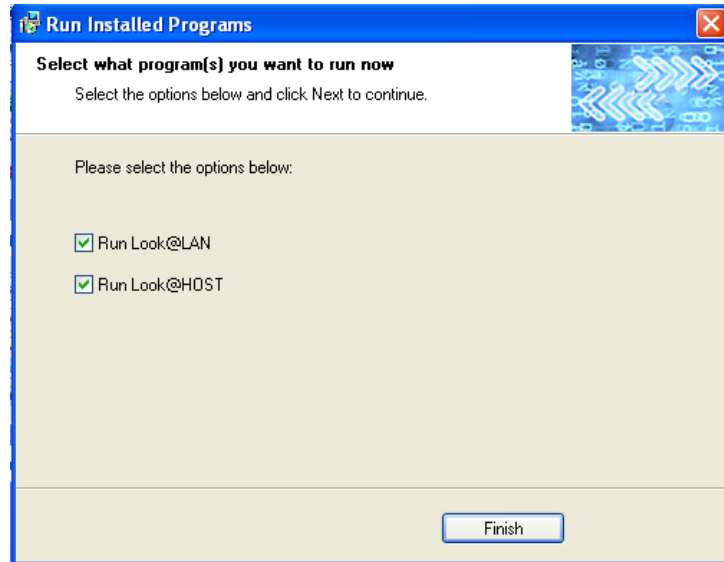 Run Installed Programs
Select what program(s) you want to run now
Select the options below and click Next to continue.
Please select the options below:
Run Look@LAN
Run Look@HOST
Finish